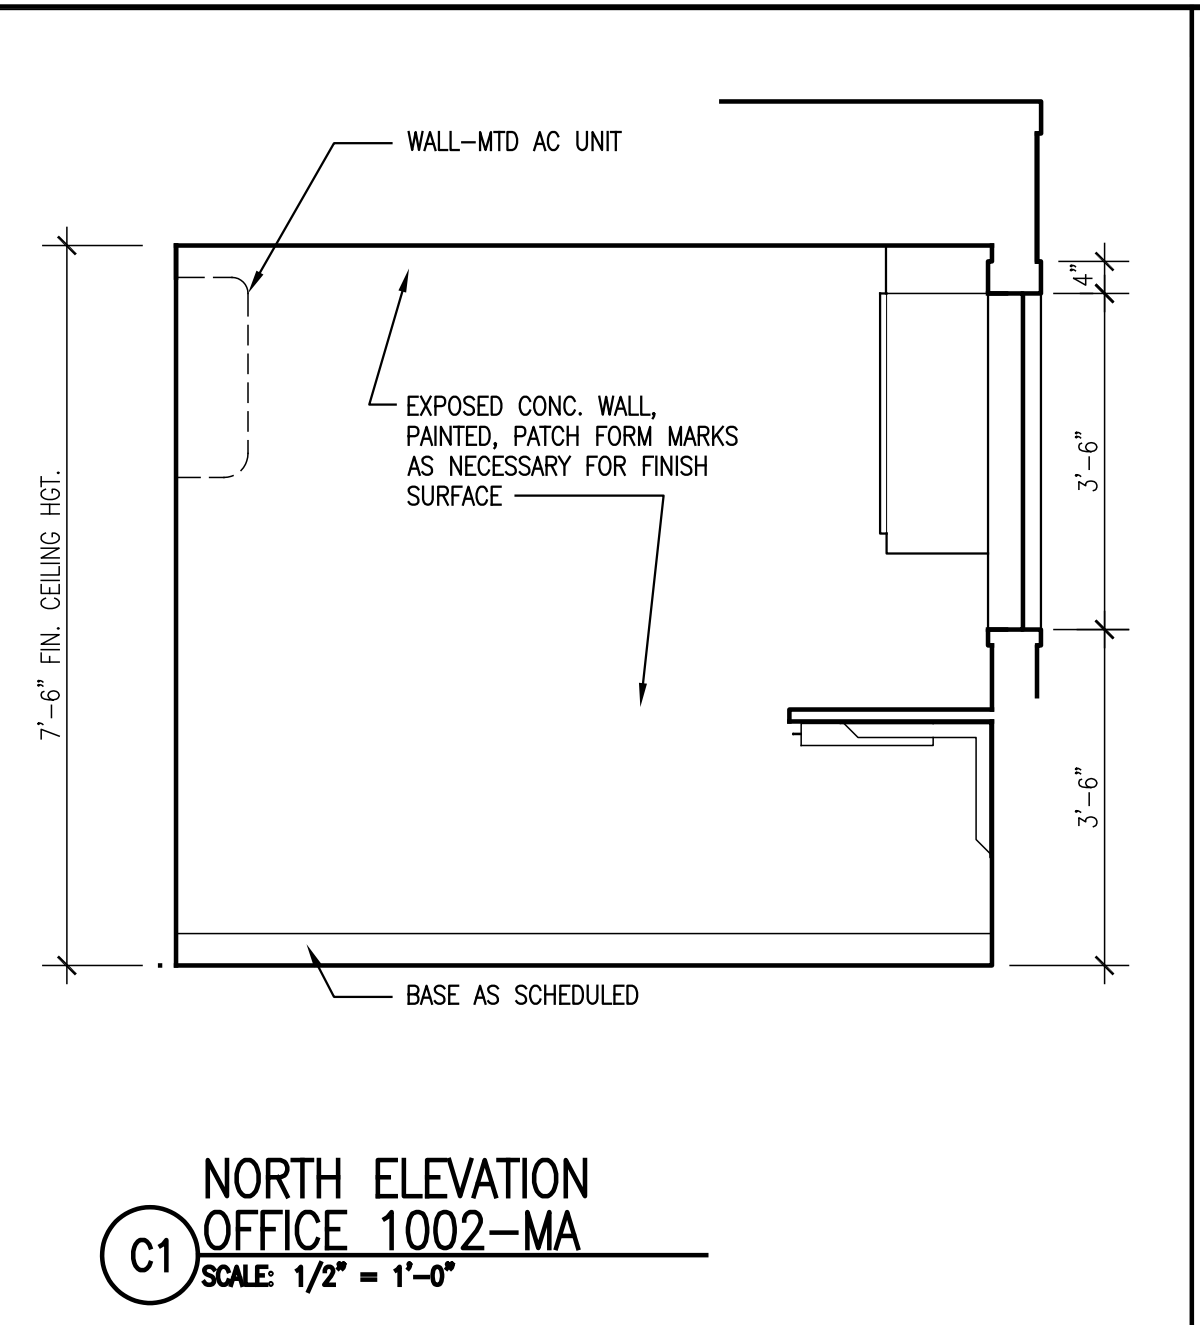 WALL-MTD AC UNIT
4"
EXPOSED CONC. WALL,
PAINTED, PATCH FORM MARKS
AS NECESSARY FOR FINISH
SURFACE
3'-6"
7'-6" FIN. CEILING HGT.
3'-6"
BASE AS SCHEDULED
NORTH ELEVATION
OFFICE 1002-MA
C1
SCALE: 1/2" = 1'-0"